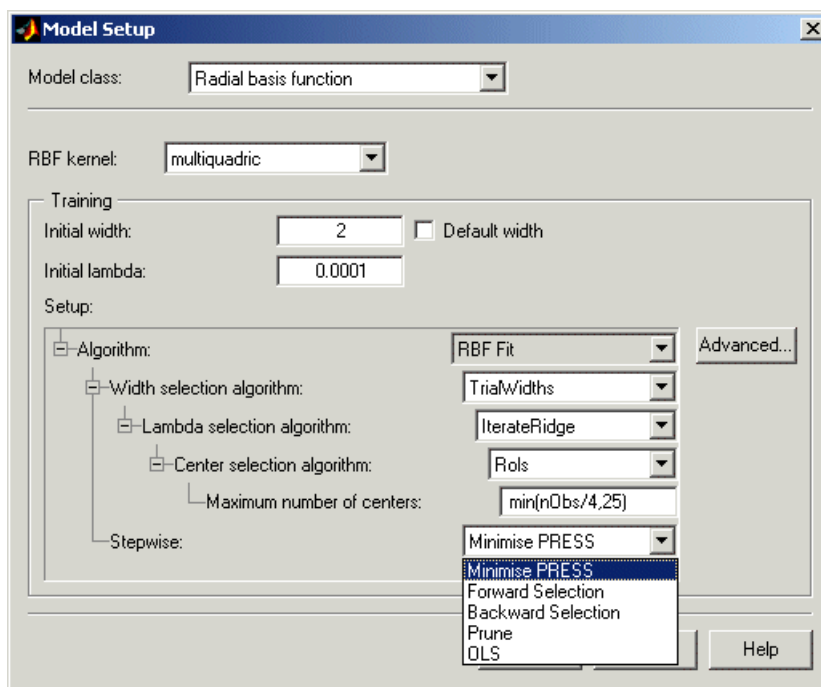 Model Setup
Model class: Radial basis function
RBF kernel: multiquadric
Training
Initial width: 2 Default width
Initial lambda: 0.0001
Setup:
Algorithm: RBF Fit Advanced...
Width selection algorithm: TrialWidths
Lambda selection algorithm: IterateRidge
Center selection algorithm: Rols
Maximum number of centers: min(nObs/4,25)
Stepwise: Minimise PRESS
Minimise PRESS
Forward Selection
Backward Selection
Prune
OLS
Help